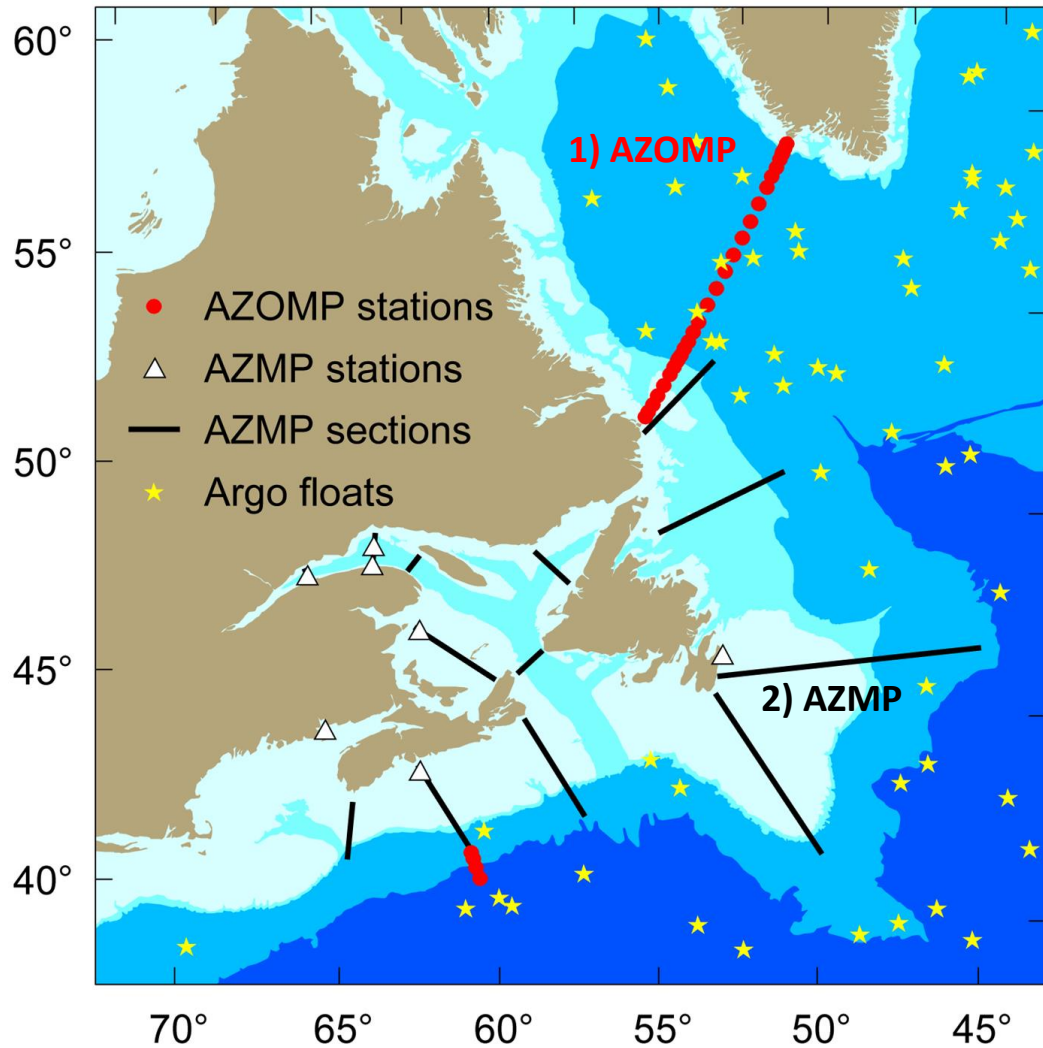 60°
1) AZOMP
55°
AZOMP stations
AZMP stations
AZMP sections
50°
Argo floats
45°
2) AZMP
40°
70° 65° 60° 55° 50° 45°